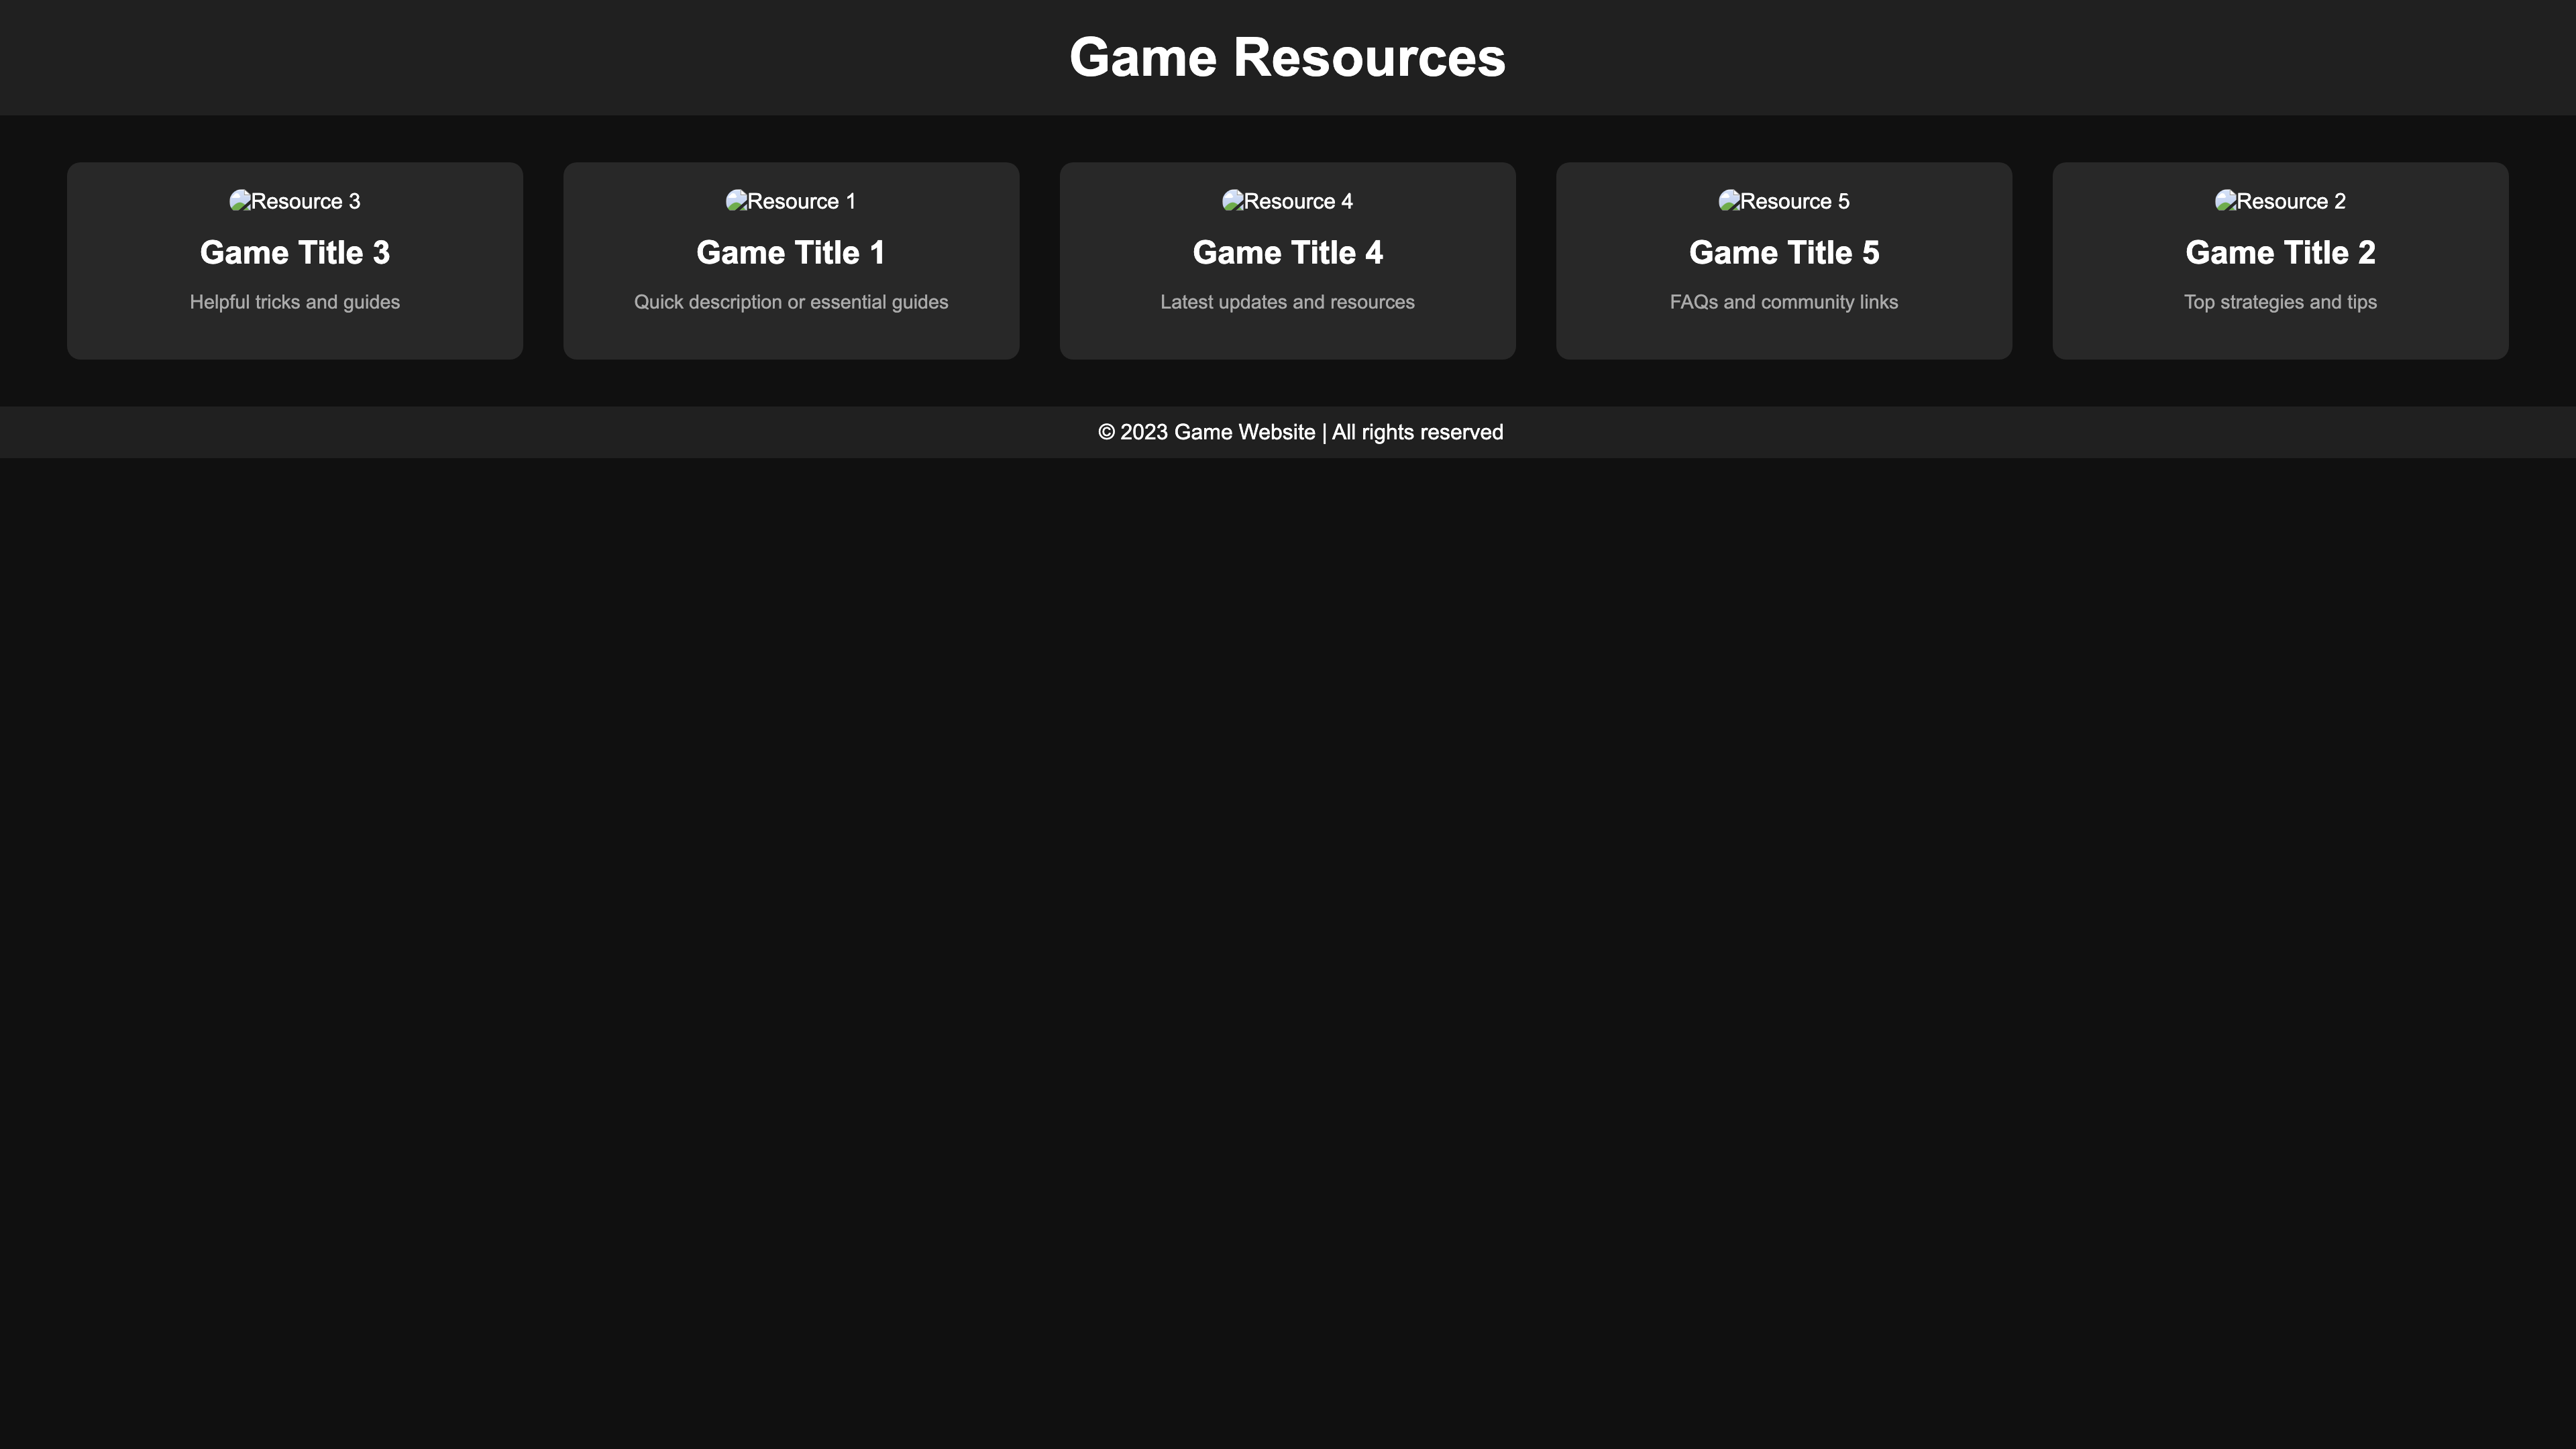 Game Resources
Resource 3
Game Title 3
Helpful tricks and guides
Resource 1
Game Title 1
Quick description or essential guides
Resource 4
Game Title 4
Latest updates and resources
Resource 5
Game Title 5
FAQs and community links
Resource 2
Game Title 2
Top strategies and tips
© 2023 Game Website | All rights reserved